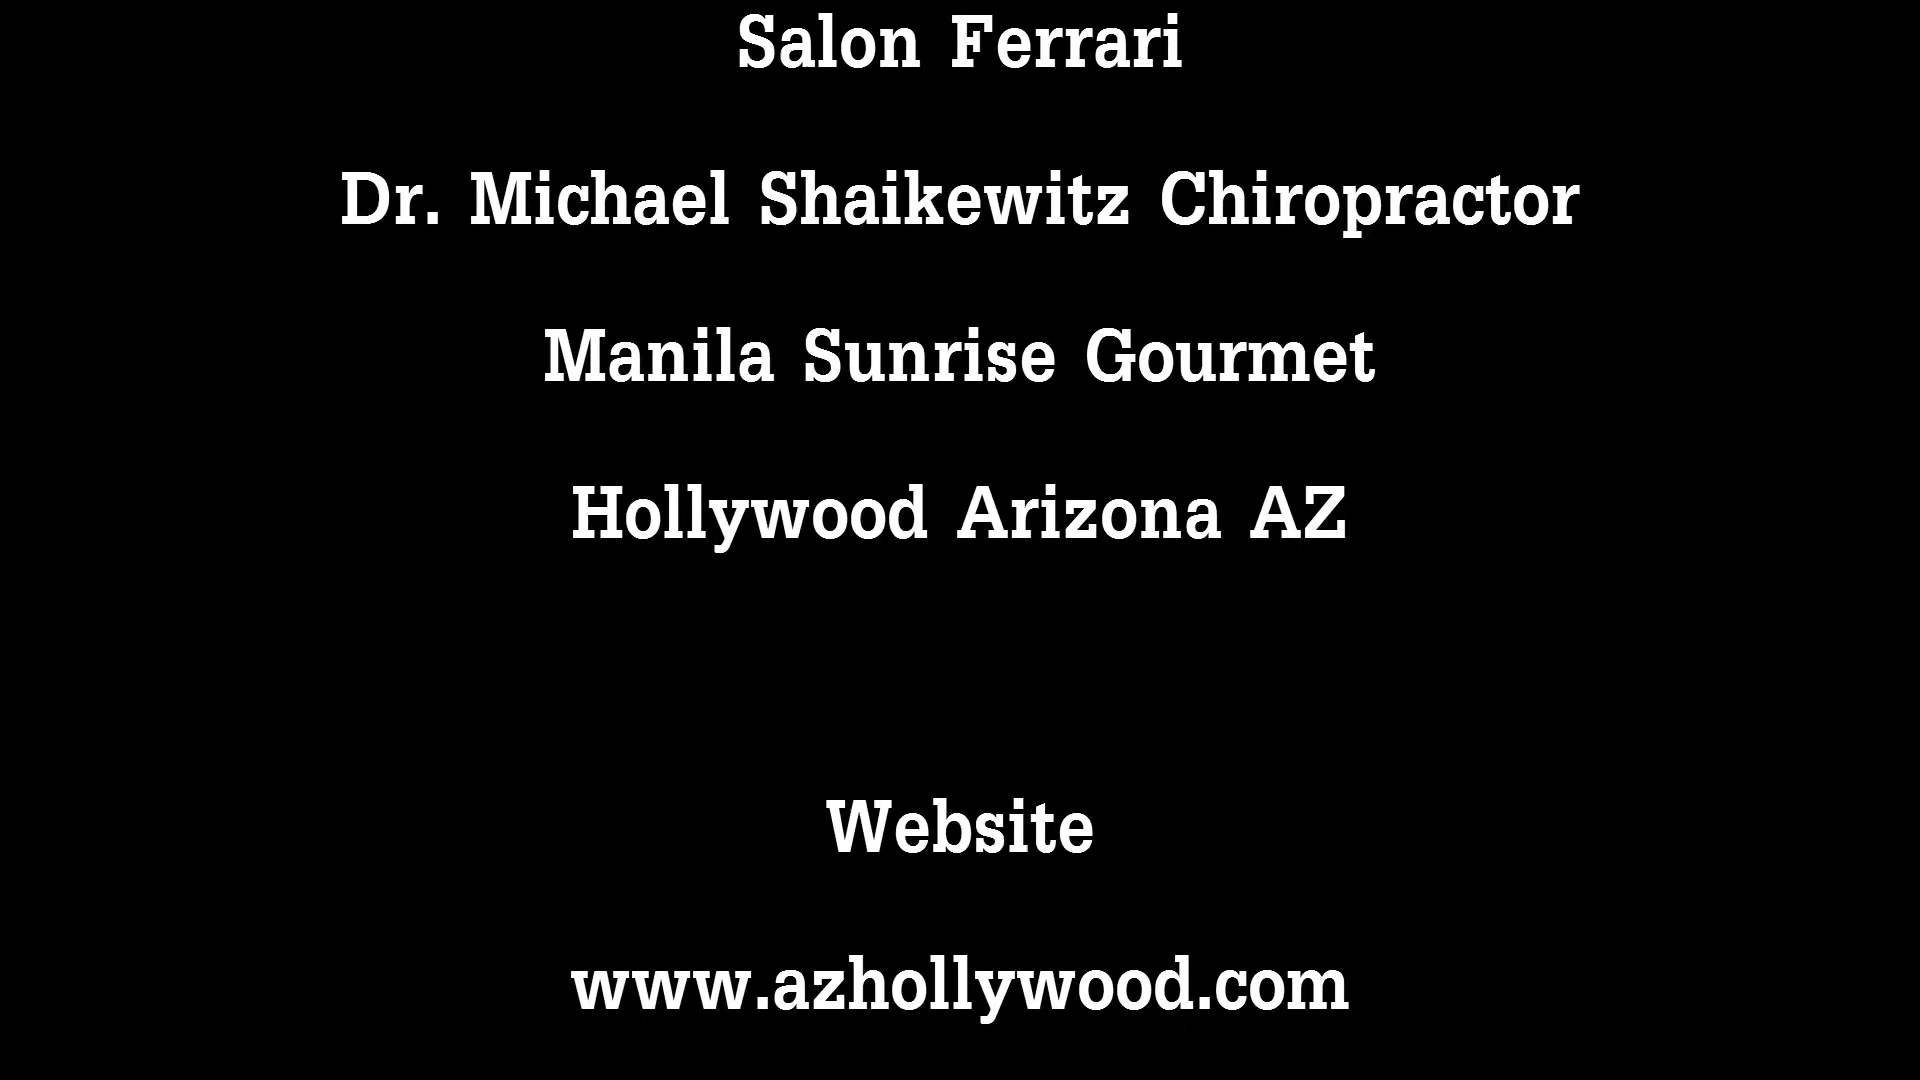 Salon Ferrari
Dr. Michael Shaikewitz Chiropractor
Manila Sunrise Gourmet
Hollywood Arizona AZ
Website
www.azhollywood.com